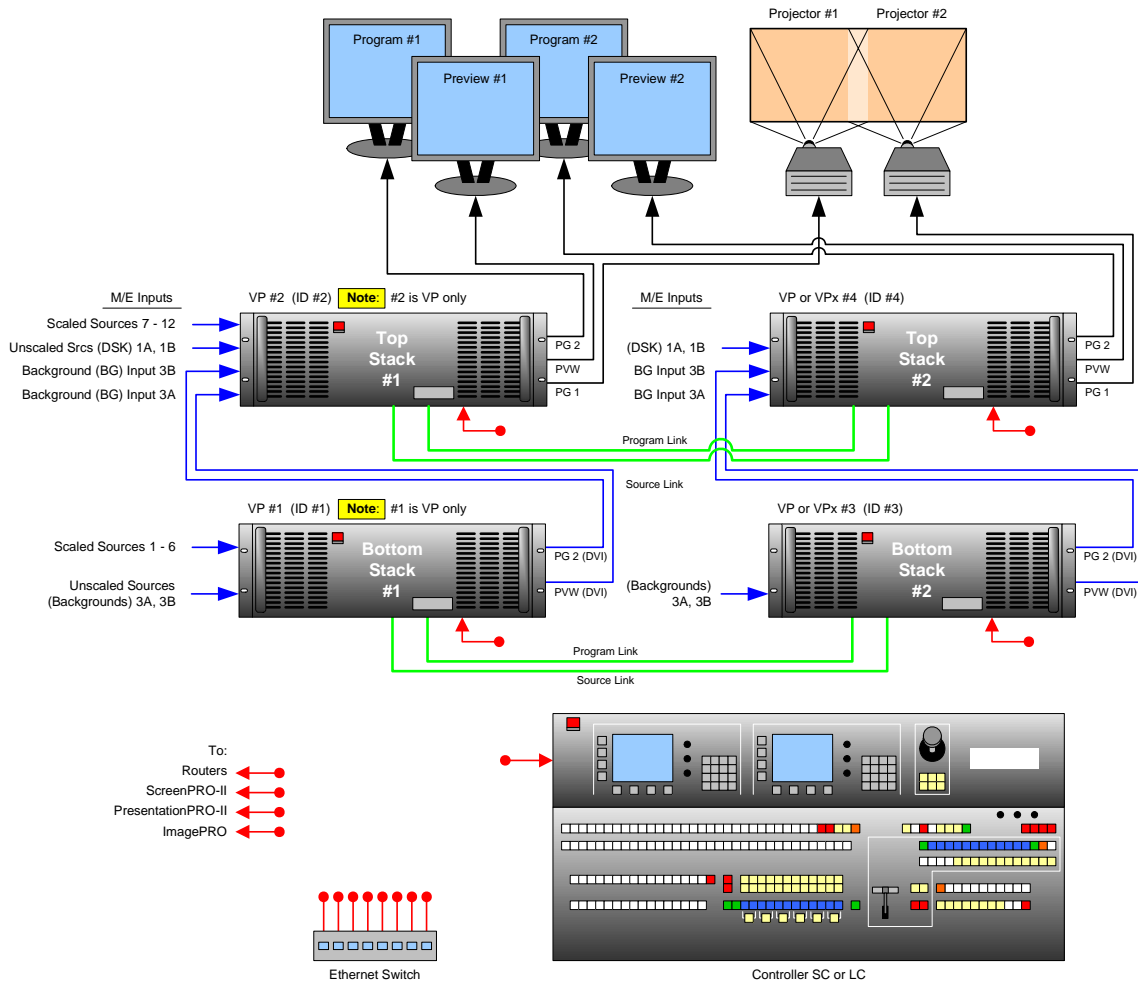 Projector #1
Projector #2
Program #1
Program #2
Preview #1
Preview #2
M/E Inputs
VP #2 (ID #2)
Note: #2 is VP only
M/E Inputs
VP or VPx #4 (ID #4)
Scaled Sources 7 - 12
Unscaled Srcs (DSK) 1A, 1B
Background (BG) Input 3B
Background (BG) Input 3A
Top
Stack
#1
PG 2
PVW
PG 1
(DSK) 1A, 1B
BG Input 3B
BG Input 3A
Top
Stack
#2
PG 2
PVW
PG 1
Program Link
Source Link
VP #1 (ID #1)
Note: #1 is VP only
VP or VPx #3 (ID #3)
Scaled Sources 1 - 6
Unscaled Sources
(Backgrounds) 3A, 3B
Bottom
Stack
#1
PG 2 (DVI)
PVW (DVI)
(Backgrounds)
3A, 3B
Bottom
Stack
#2
PG 2 (DVI)
PVW (DVI)
Program Link
Source Link
To:
Routers
ScreenPRO-II
PresentationPRO-II
ImagePRO
Ethernet Switch
Controller SC or LC